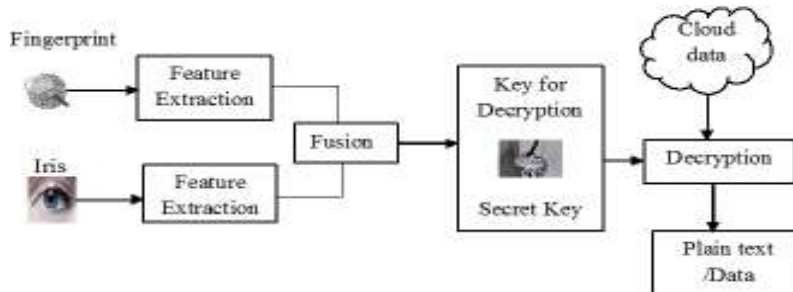 Fingerprint
Feature
Extraction
Iris
Feature
Extraction
Fusion
Key for
Decryption
Secret Key
Cloud
data
Decryption
Plain text
/Data